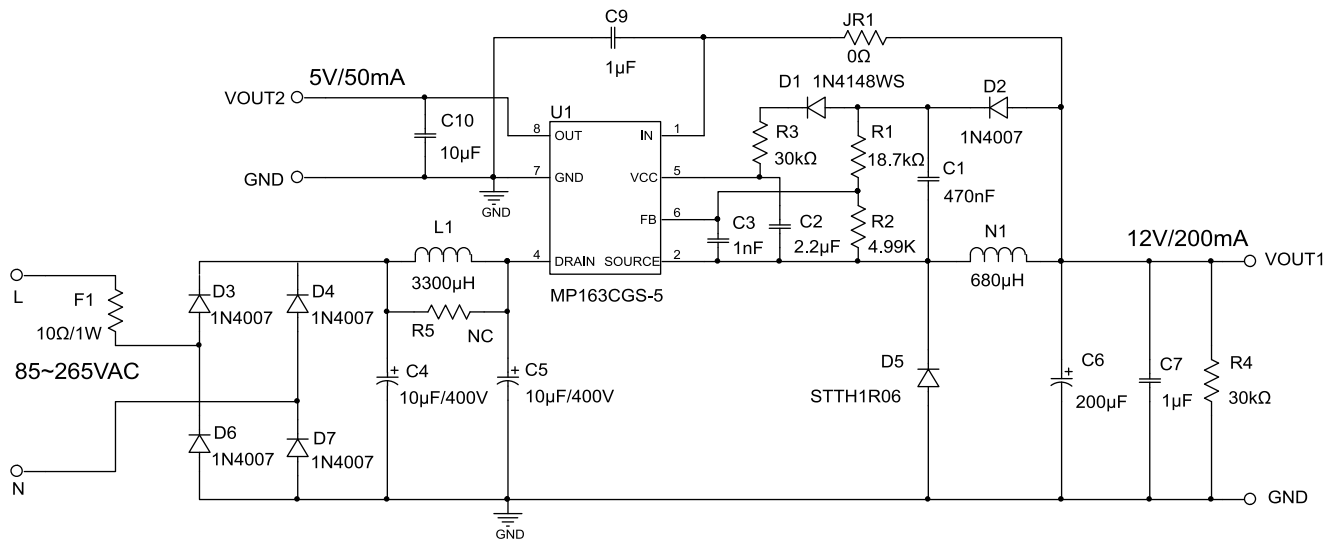 C9
1µF
JR1
0Ω
5V/50mA
VOUT2
C10
10µF
GND
GND
U1
8
OUT
IN
1
7
GND
VCC
5
FB
6
4
DRAIN
SOURCE
2
MP163CGS-5
D1
1N4148WS
D2
1N4007
R3
30kΩ
R1
18.7kΩ
C1
470nF
C3
1nF
C2
2.2µF
R2
4.99K
N1
680µH
12V/200mA
VOUT1
L
F1
10Ω/1W
85~265VAC
N
D3
1N4007
D4
1N4007
D6
1N4007
D7
1N4007
L1
3300µH
R5
NC
C4
10µF/400V
C5
10µF/400V
D5
STTH1R06
C6
200µF
C7
1µF
R4
30kΩ
GND
GND